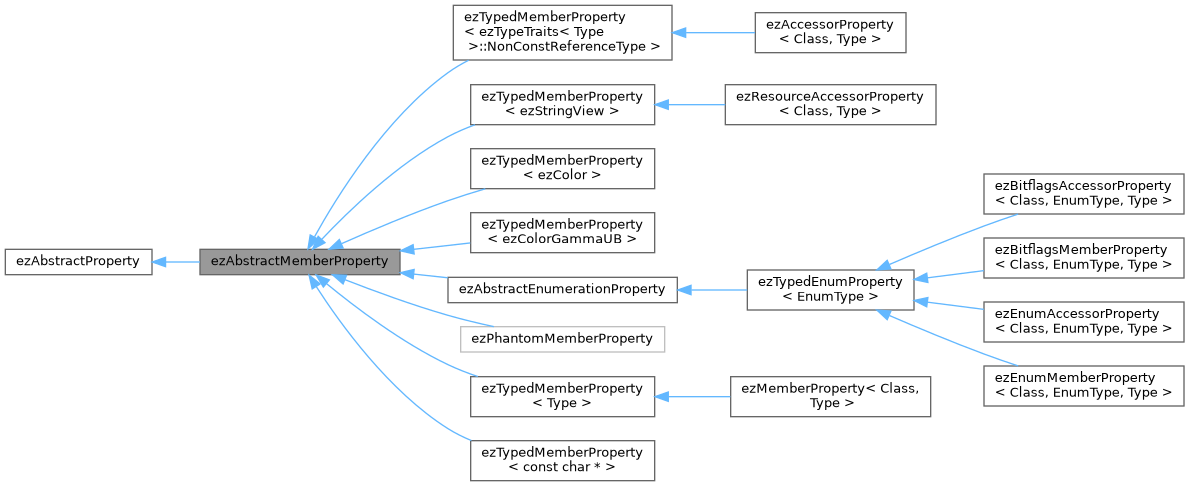 ezTypedMemberProperty
< ezTypeTraits< Type
>::NonConstReferenceType >
ezAccessorProperty
< Class, Type >
ezTypedMemberProperty
< ezStringView >
ezResourceAccessorProperty
< Class, Type >
ezTypedMemberProperty
< ezColor >
ezBitflagsAccessorProperty
< Class, EnumType, Type >
ezTypedMemberProperty
< ezColorGammaUB >
ezBitflagsMemberProperty
< Class, EnumType, Type >
ezAbstractProperty
ezAbstractMemberProperty
ezAbstractEnumerationProperty
ezTypedEnumProperty
< EnumType >
ezEnumAccessorProperty
< Class, EnumType, Type >
ezPhantomMemberProperty
ezTypedMemberProperty
< Type >
ezMemberProperty< Class,
Type >
ezEnumMemberProperty
< Class, EnumType, Type >
ezTypedMemberProperty
< const char * >